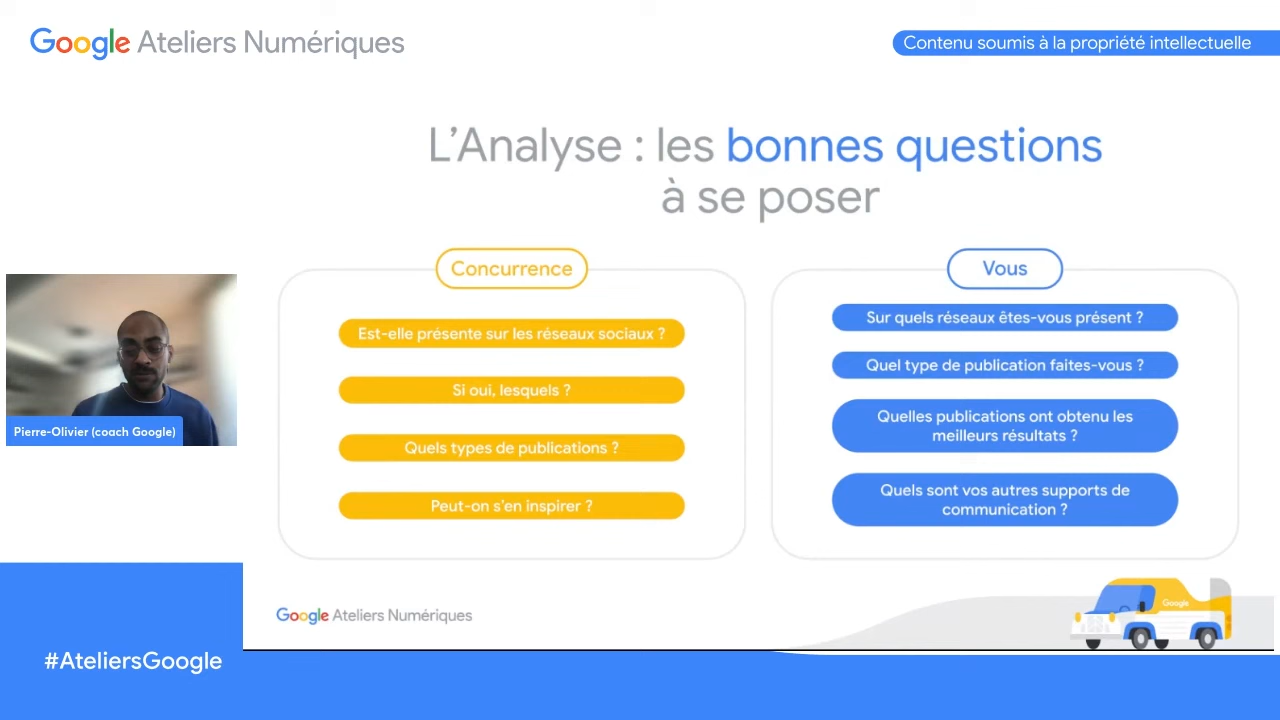 Google Ateliers Numériques
Contenu soumis à la propriété intellectuelle
L'Analyse : les bonnes questions
à se poser
Concurrence
Est-elle présente sur les réseaux sociaux ?
Si oui, lesquels ?
Quels types de publications ?
Peut-on s'en inspirer ?
Vous
Sur quels réseaux êtes-vous présent ?
Quel type de publication faites-vous ?
Quelles publications ont obtenu les
meilleurs résultats ?
Quels sont vos autres supports de
communication ?
Pierre-Olivier (coach Google)
Google Ateliers Numériques
Google
#AteliersGoogle